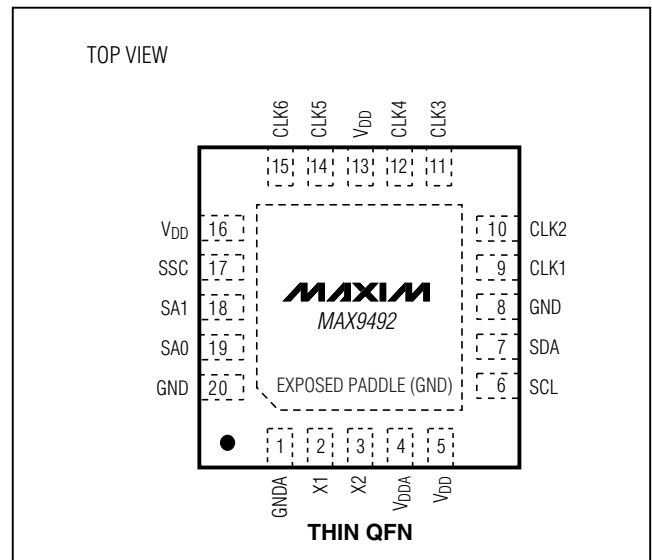 TOP VIEW
CLK6 CLK5 VDD CLK4 CLK3
15 14 13 12 11
VDD 16 10 CLK2
SSC 17 9 CLK1
MAXIM
SA1 18 8 GND
MAX9492
SA0 19 7 SDA
GND 20 EXPOSED PADDLE (GND) 6 SCL
1 2 3 4 5
GNDA X1 X2 VDDA VDD
THIN QFN